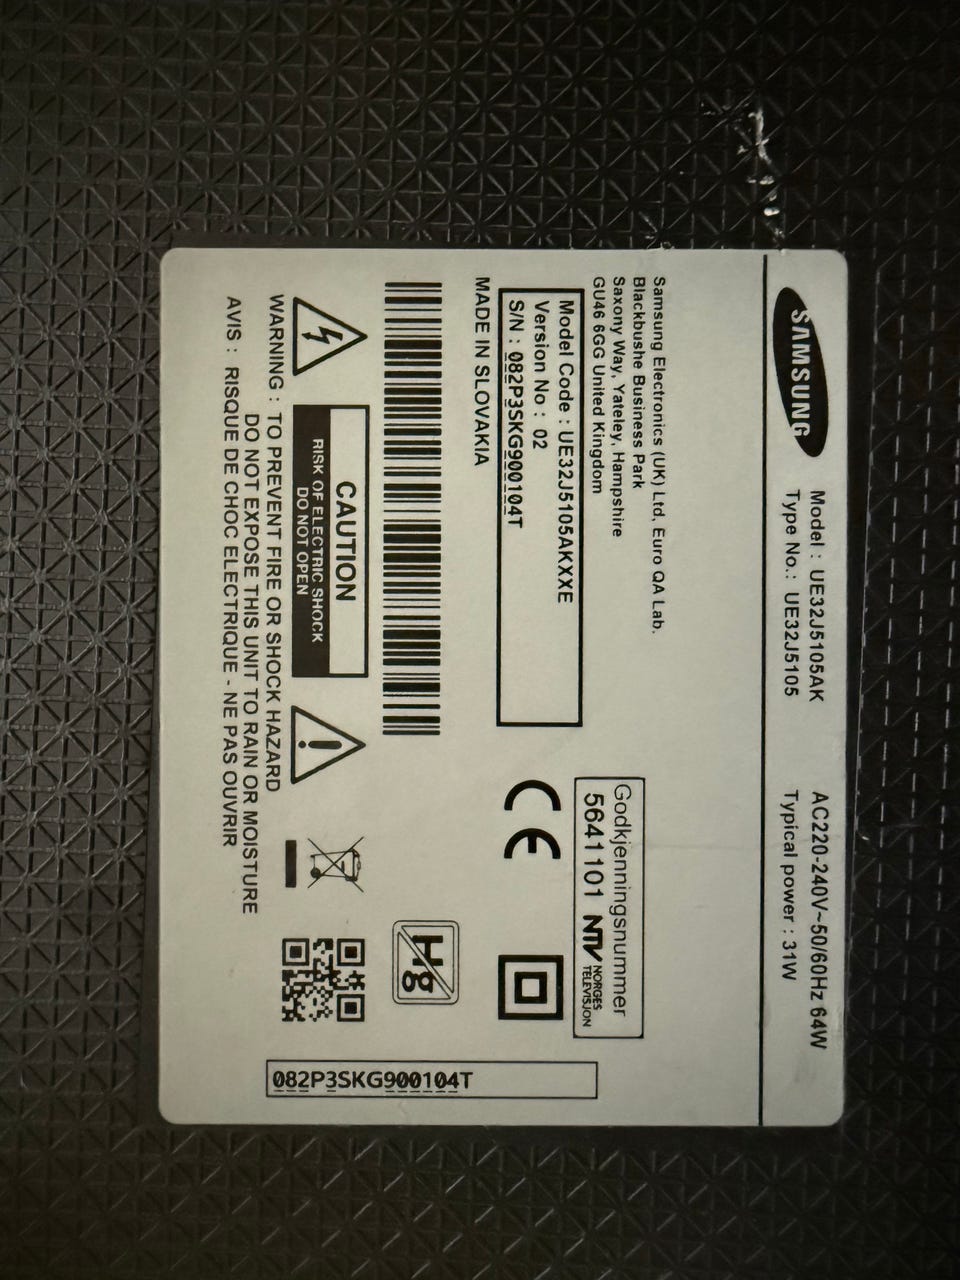 SAMSUNG
Model : UE32J5105AK
Type No.: UE32J5105
AC220-240V~50/60Hz 64W
Typical power : 31W
Samsung Electronics (UK) Ltd, Euro QA Lab.
Blackbushe Business Park
Saxony Way, Yateley, Hampshire
GU46 6GG United Kingdom
Model Code : UE32J5105AKXXE
Version No : 02
S/N : 082P3SKG900104T
MADE IN SLOVAKIA
Godkjenningsnummer
5641101 NTV NORGES
TELEVISJON
CE
Hg
CAUTION
RISK OF ELECTRIC SHOCK
DO NOT OPEN
WARNING : TO PREVENT FIRE OR SHOCK HAZARD
DO NOT EXPOSE THIS UNIT TO RAIN OR MOISTURE
AVIS : RISQUE DE CHOC ELECTRIQUE - NE PAS OUVRIR
082P3SKG900104T